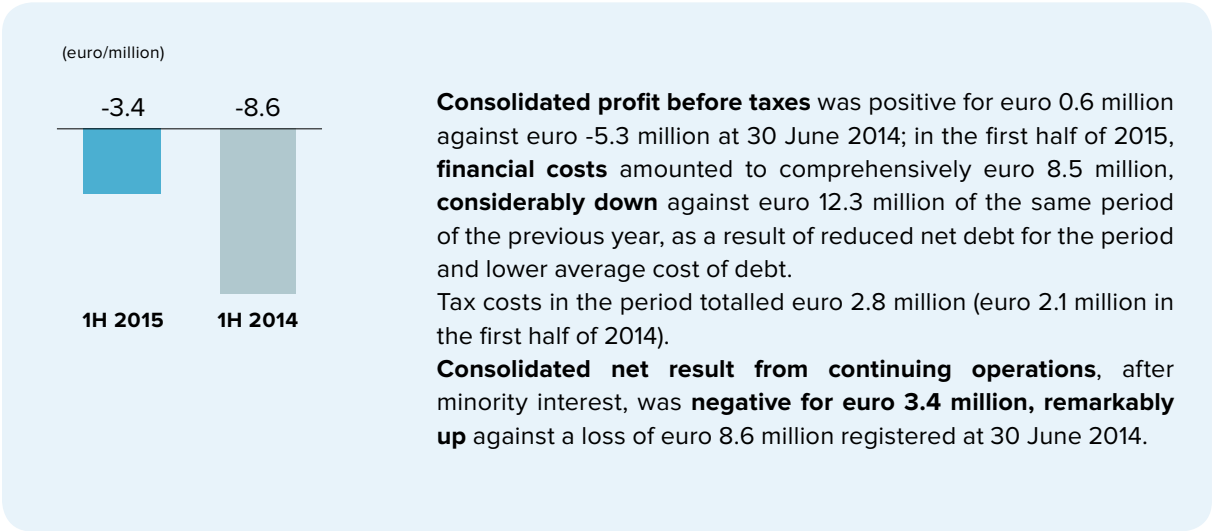 (euro/million)
-3.4 -8.6
1H 2015 1H 2014
Consolidated profit before taxes was positive for euro 0.6 million
against euro -5.3 million at 30 June 2014; in the first half of 2015,
financial costs amounted to comprehensively euro 8.5 million,
considerably down against euro 12.3 million of the same period
of the previous year, as a result of reduced net debt for the period
and lower average cost of debt.
Tax costs in the period totalled euro 2.8 million (euro 2.1 million in
the first half of 2014).
Consolidated net result from continuing operations, after
minority interest, was negative for euro 3.4 million, remarkably
up against a loss of euro 8.6 million registered at 30 June 2014.